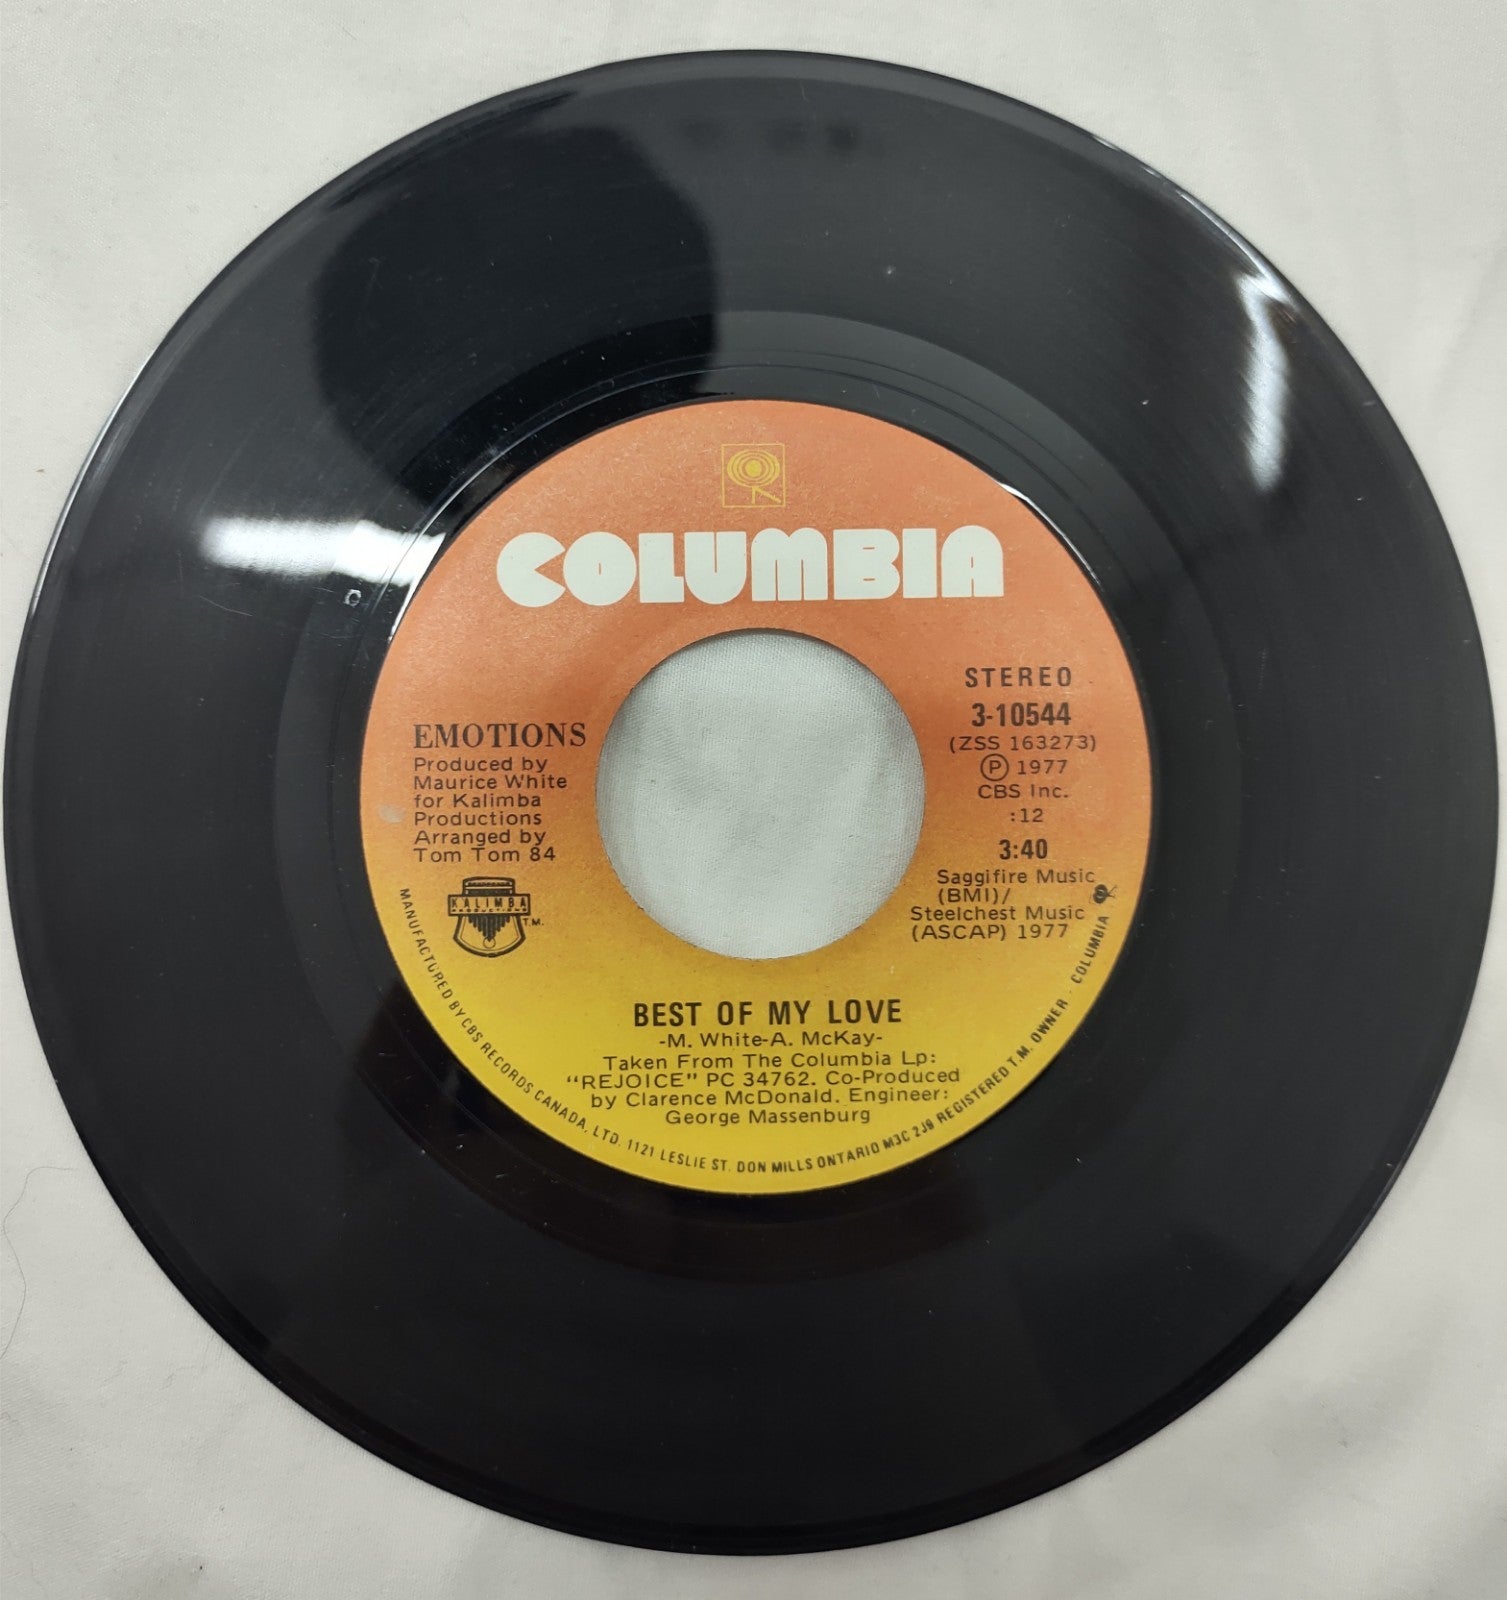 COLUMBIA
EMOTIONS
Produced by
Maurice White
for Kalimba
Productions
Arranged by
Tom Tom 84
KALIMBA
PRODUCTIONS
T.M.
STEREO
3-10544
(ZSS 163273)
Ⓟ 1977
CBS Inc.
:12
3:40
Saggifire Music
(BMI)/
Steelchest Music
(ASCAP) 1977
BEST OF MY LOVE
-M. White-A. McKay-
Taken From The Columbia Lp:
"REJOICE" PC 34762. Co-Produced
by Clarence McDonald. Engineer:
George Massenburg
MANUFACTURED BY CBS RECORDS CANADA, LTD. 1121 LESLIE ST. DON MILLS ONTARIO M3C 2J9 REGISTERED T.M. OWNER - COLUMBIA